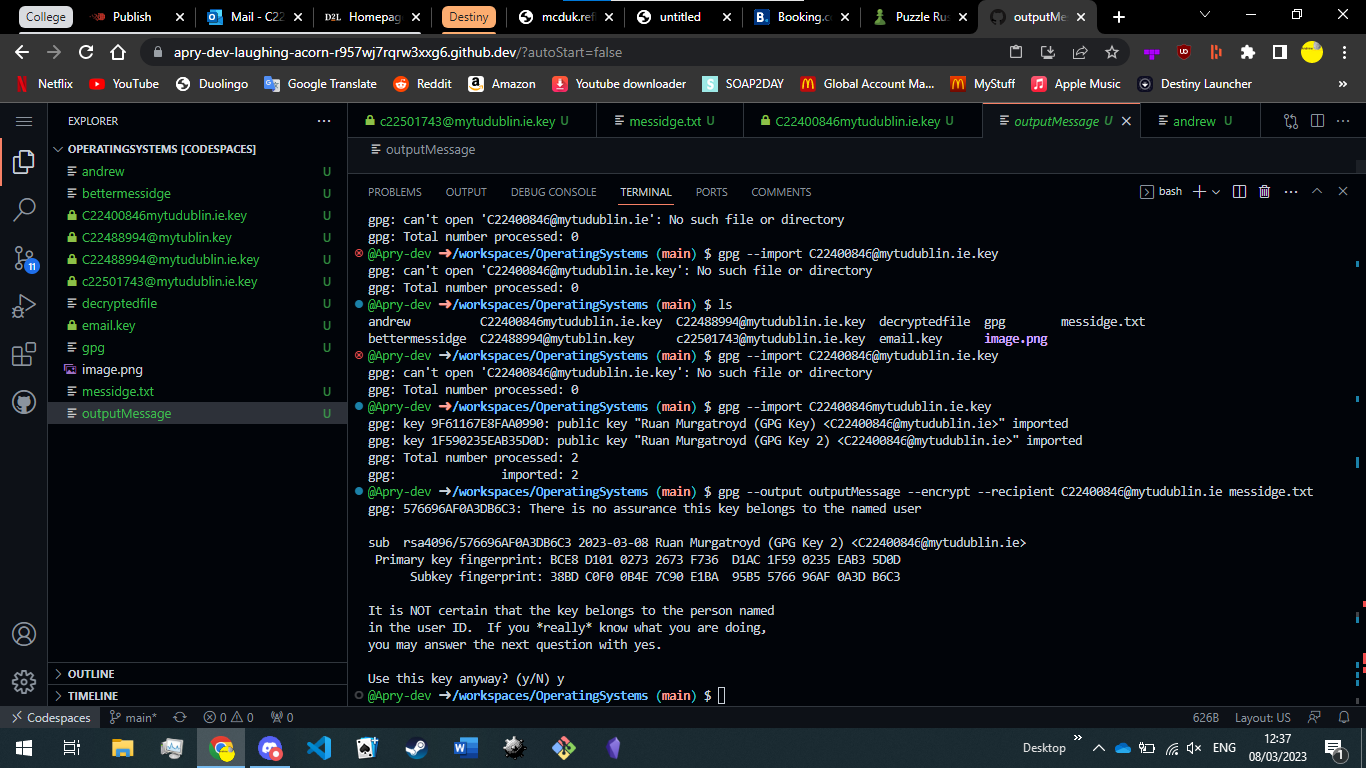 College Publish Mail - C22 D2L Homepage Destiny mcduk.ref untitled B. Booking.co Puzzle Rus outputMe
apry-dev-laughing-acorn-r957wj7rqrw3xxq6.github.dev/?autoStart=false
Netflix YouTube Duolingo Google Translate Reddit Amazon Youtube downloader SOAP2DAY Global Account Ma... MyStuff Apple Music Destiny Launcher »
EXPLORER ···
c22501743@mytudublin.ie.key U messidge.txt U C22400846mytudublin.ie.key U outputMessage U andrew U
OPERATINGSYSTEMS [CODESPACES]
outputMessage
andrew U
bettermessidge U
C22400846mytudublin.ie.key U
C22488994@mytublin.key U
C22488994@mytudublin.ie.key U
c22501743@mytudublin.ie.key U
decryptedfile U
email.key U
gpg U
image.png
messidge.txt U
outputMessage U
11
OUTLINE
TIMELINE
PROBLEMS OUTPUT DEBUG CONSOLE TERMINAL PORTS COMMENTS bash
gpg: can't open 'C22400846@mytudublin.ie': No such file or directory
gpg: Total number processed: 0
@Apry-dev ➜/workspaces/OperatingSystems (main) $ gpg --import C22400846@mytudublin.ie.key
gpg: can't open 'C22400846@mytudublin.ie.key': No such file or directory
gpg: Total number processed: 0
@Apry-dev ➜/workspaces/OperatingSystems (main) $ ls
andrew C22400846mytudublin.ie.key C22488994@mytudublin.ie.key decryptedfile gpg messidge.txt
bettermessidge C22488994@mytublin.key c22501743@mytudublin.ie.key email.key image.png
@Apry-dev ➜/workspaces/OperatingSystems (main) $ gpg --import C22400846@mytudublin.ie.key
gpg: can't open 'C22400846@mytudublin.ie.key': No such file or directory
gpg: Total number processed: 0
@Apry-dev ➜/workspaces/OperatingSystems (main) $ gpg --import C22400846mytudublin.ie.key
gpg: key 9F61167E8FAA0990: public key "Ruan Murgatroyd (GPG Key) <C22400846@mytudublin.ie>" imported
gpg: key 1F590235EAB35D0D: public key "Ruan Murgatroyd (GPG Key 2) <C22400846@mytudublin.ie>" imported
gpg: Total number processed: 2
gpg: imported: 2
@Apry-dev ➜/workspaces/OperatingSystems (main) $ gpg --output outputMessage --encrypt --recipient C22400846@mytudublin.ie messidge.txt
gpg: 576696AF0A3DB6C3: There is no assurance this key belongs to the named user
sub rsa4096/576696AF0A3DB6C3 2023-03-08 Ruan Murgatroyd (GPG Key 2) <C22400846@mytudublin.ie>
Primary key fingerprint: BCE8 D101 0273 2673 F736 D1AC 1F59 0235 EAB3 5D0D
Subkey fingerprint: 38BD C0F0 0B4E 7C90 E1BA 95B5 5766 96AF 0A3D B6C3
It is NOT certain that the key belongs to the person named
in the user ID. If you *really* know what you are doing,
you may answer the next question with yes.
Use this key anyway? (y/N) y
@Apry-dev ➜/workspaces/OperatingSystems (main) $
Codespaces main* 0 0 0 626B Layout: US
Desktop » ENG 12:37
08/03/2023 1